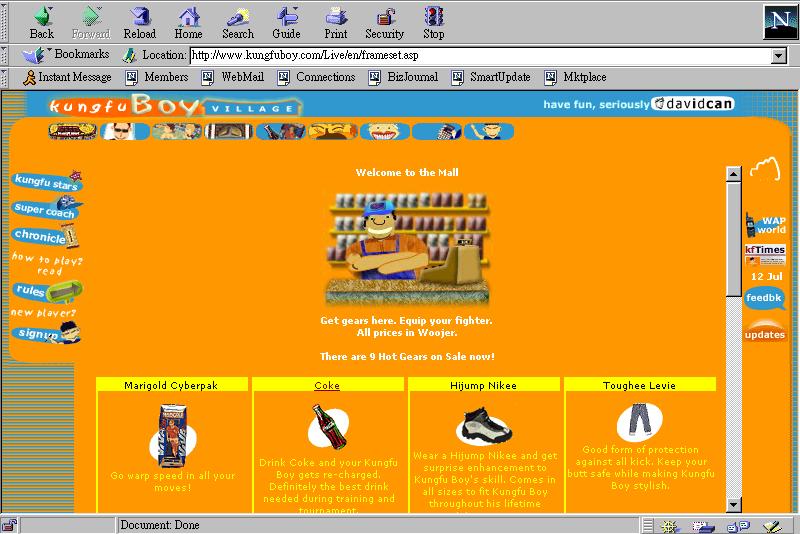 Back Forward Reload Home Search Guide Print Security Stop
N
Bookmarks Location: http://www.kungfuboy.com/Live/en/frameset.asp
Instant Message Members WebMail Connections BizJournal SmartUpdate Mktplace
kungfu Boy VILLAGE
have fun, seriously davidcan
Welcome to the Mall
kungfu stars
super coach
chronicle
how to play?
read
rules
new player?
signup
WAP
world
kfTimes
12 Jul
feedbk
updates
Get gears here. Equip your fighter.
All prices in Woojer.
There are 9 Hot Gears on Sale now!
Marigold Cyberpak
Go warp speed in all your
moves!
Coke
Drink Coke and your Kungfu
Boy gets re-charged.
Definitely the best drink
needed during training and
tournament.
Hijump Nikee
Wear a Hijump Nikee and get
surprise enhancement to
Kungfu Boy's skill. Comes in
all sizes to fit Kungfu Boy
throughout his lifetime
Toughee Levie
Good form of protection
against all kick. Keep your
butt safe while making Kungfu
Boy stylish.
Document: Done